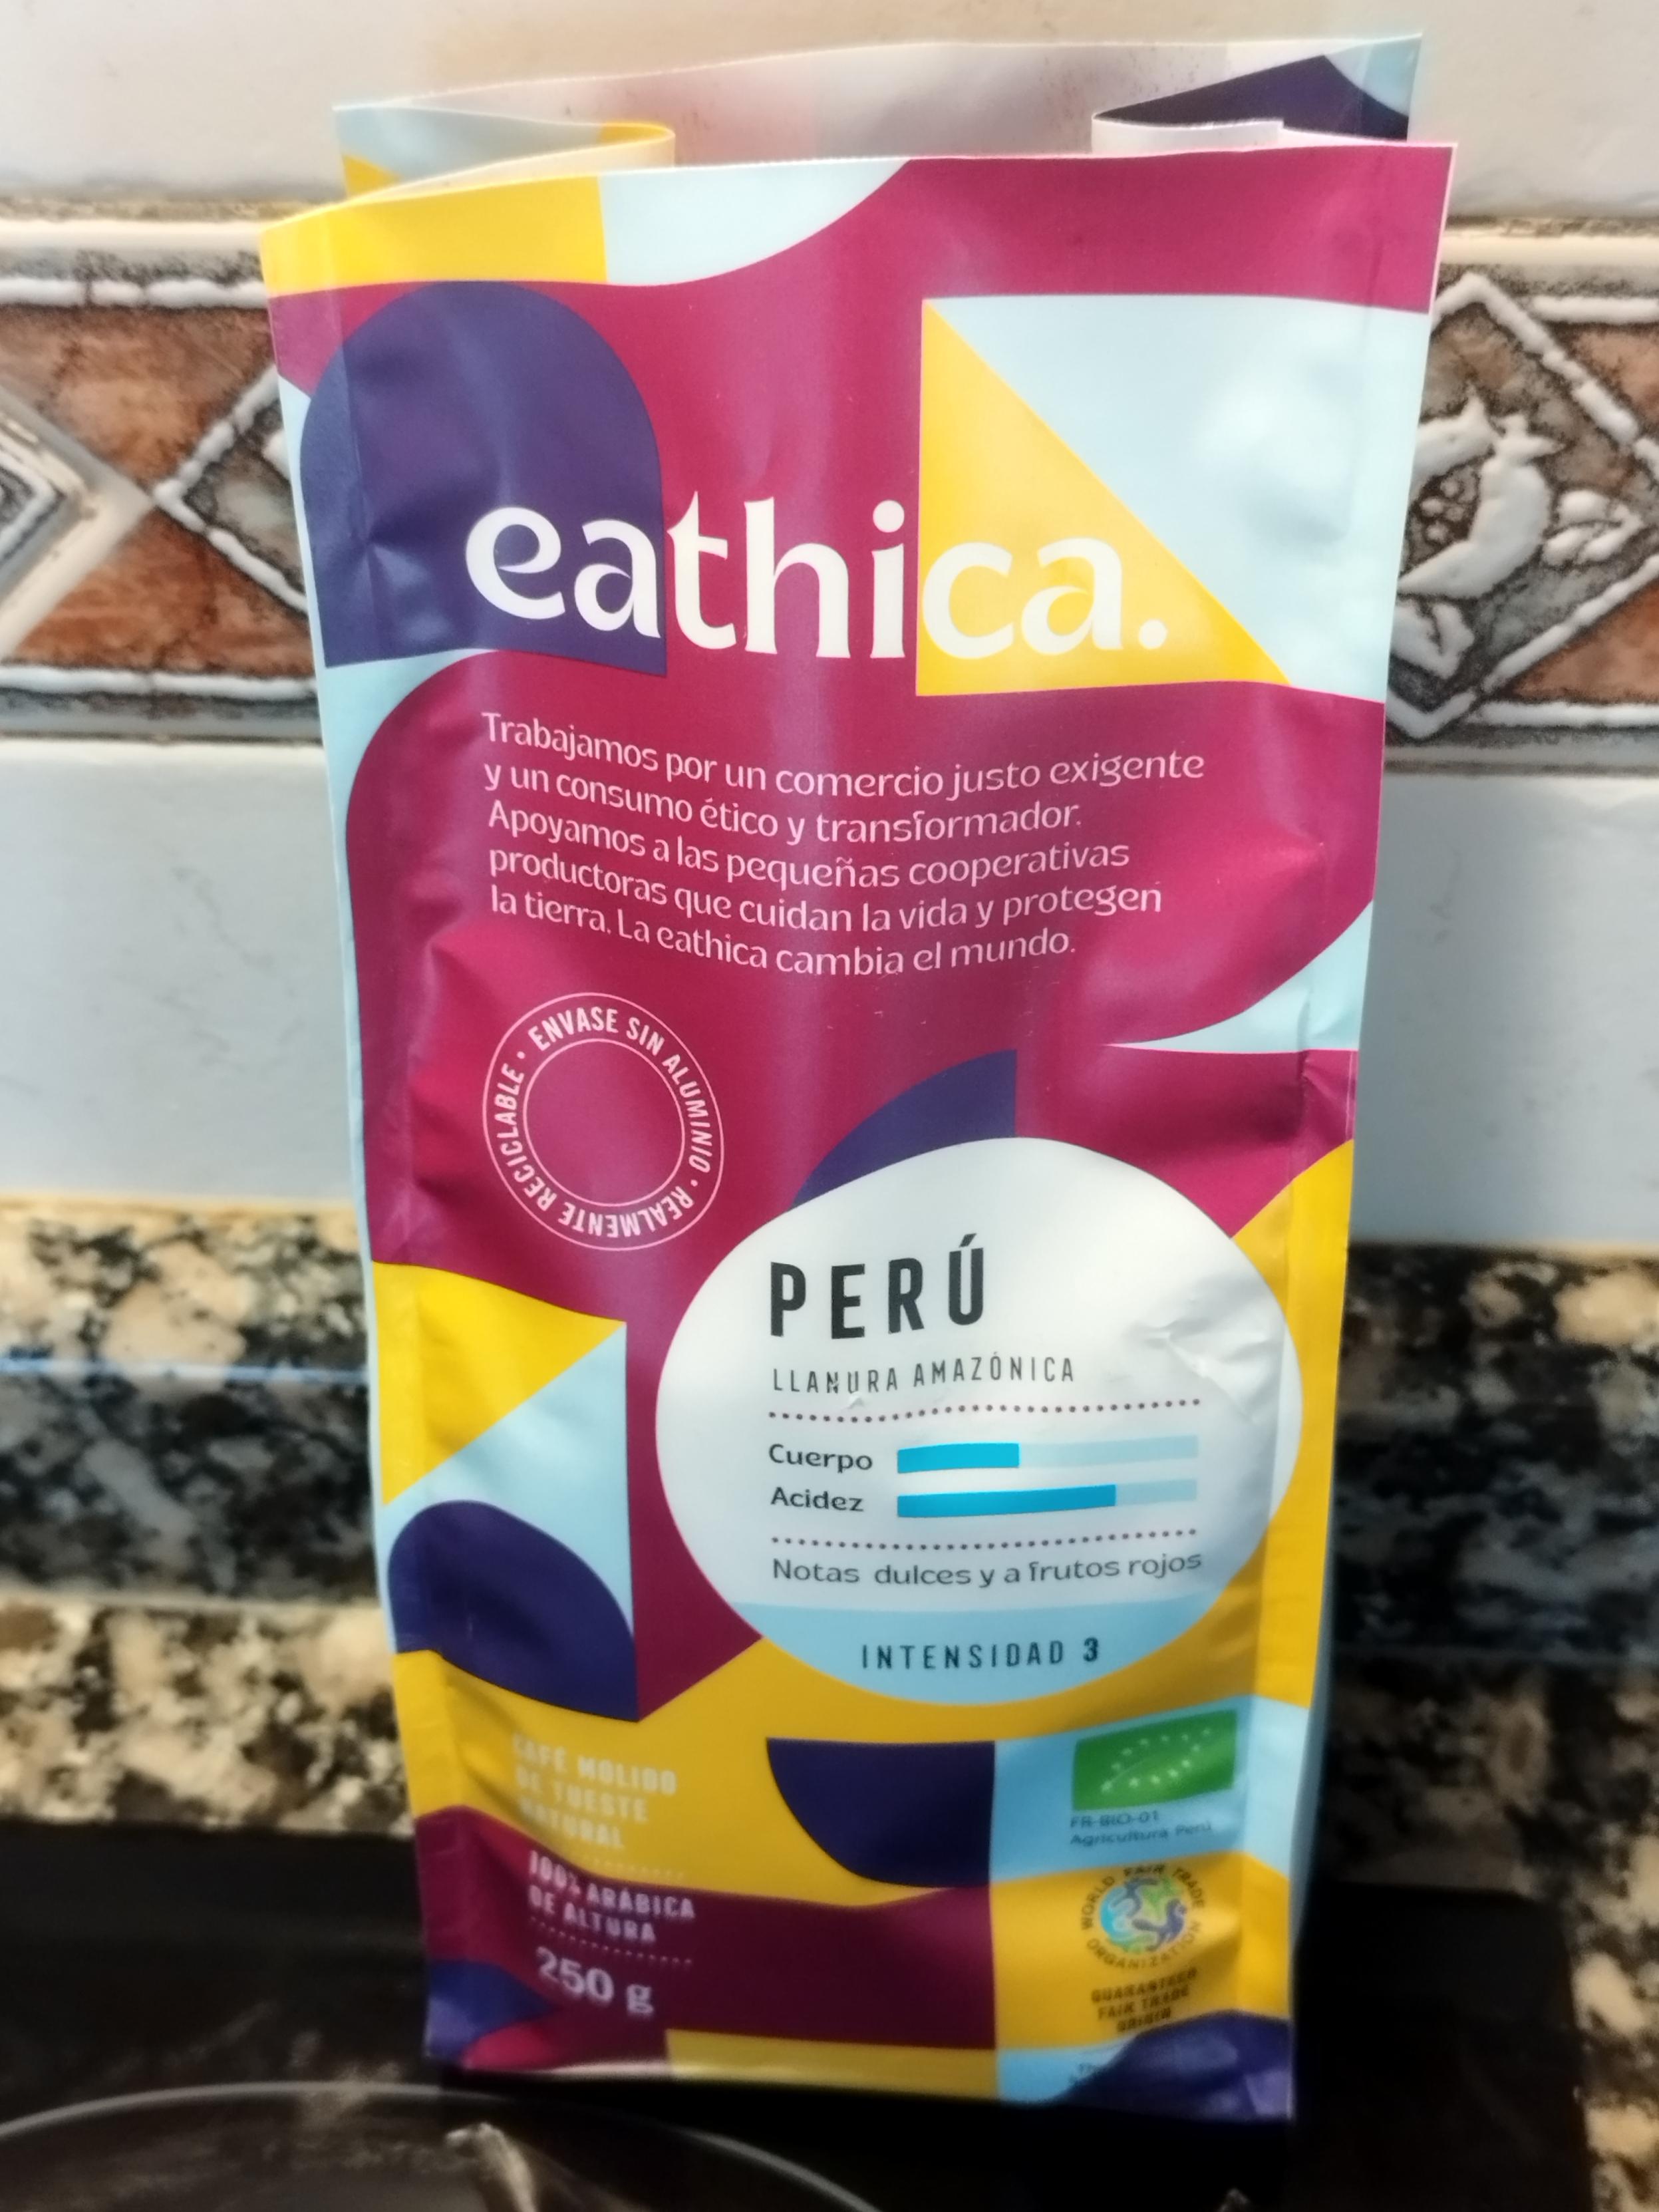 eathica.
Trabajamos por un comercio justo exigente
y un consumo ético y transformador.
Apoyamos a las pequeñas cooperativas
productoras que cuidan la vida y protegen
la tierra. La eathica cambia el mundo.
ENVASE SIN ALUMINIO • REALMENTE RECICLABLE •
PERÚ
LLANURA AMAZÓNICA
Cuerpo
Acidez
Notas dulces y a frutos rojos
INTENSIDAD 3
CAFÉ MOLIDO
DE TUESTE
NATURAL
100% ARÁBICA
DE ALTURA
250 g
FR-BIO-01
Agricultura Perú
WORLD FAIR TRADE
ORGANIZATION
GUARANTEED
FAIR TRADE
ORIGIN